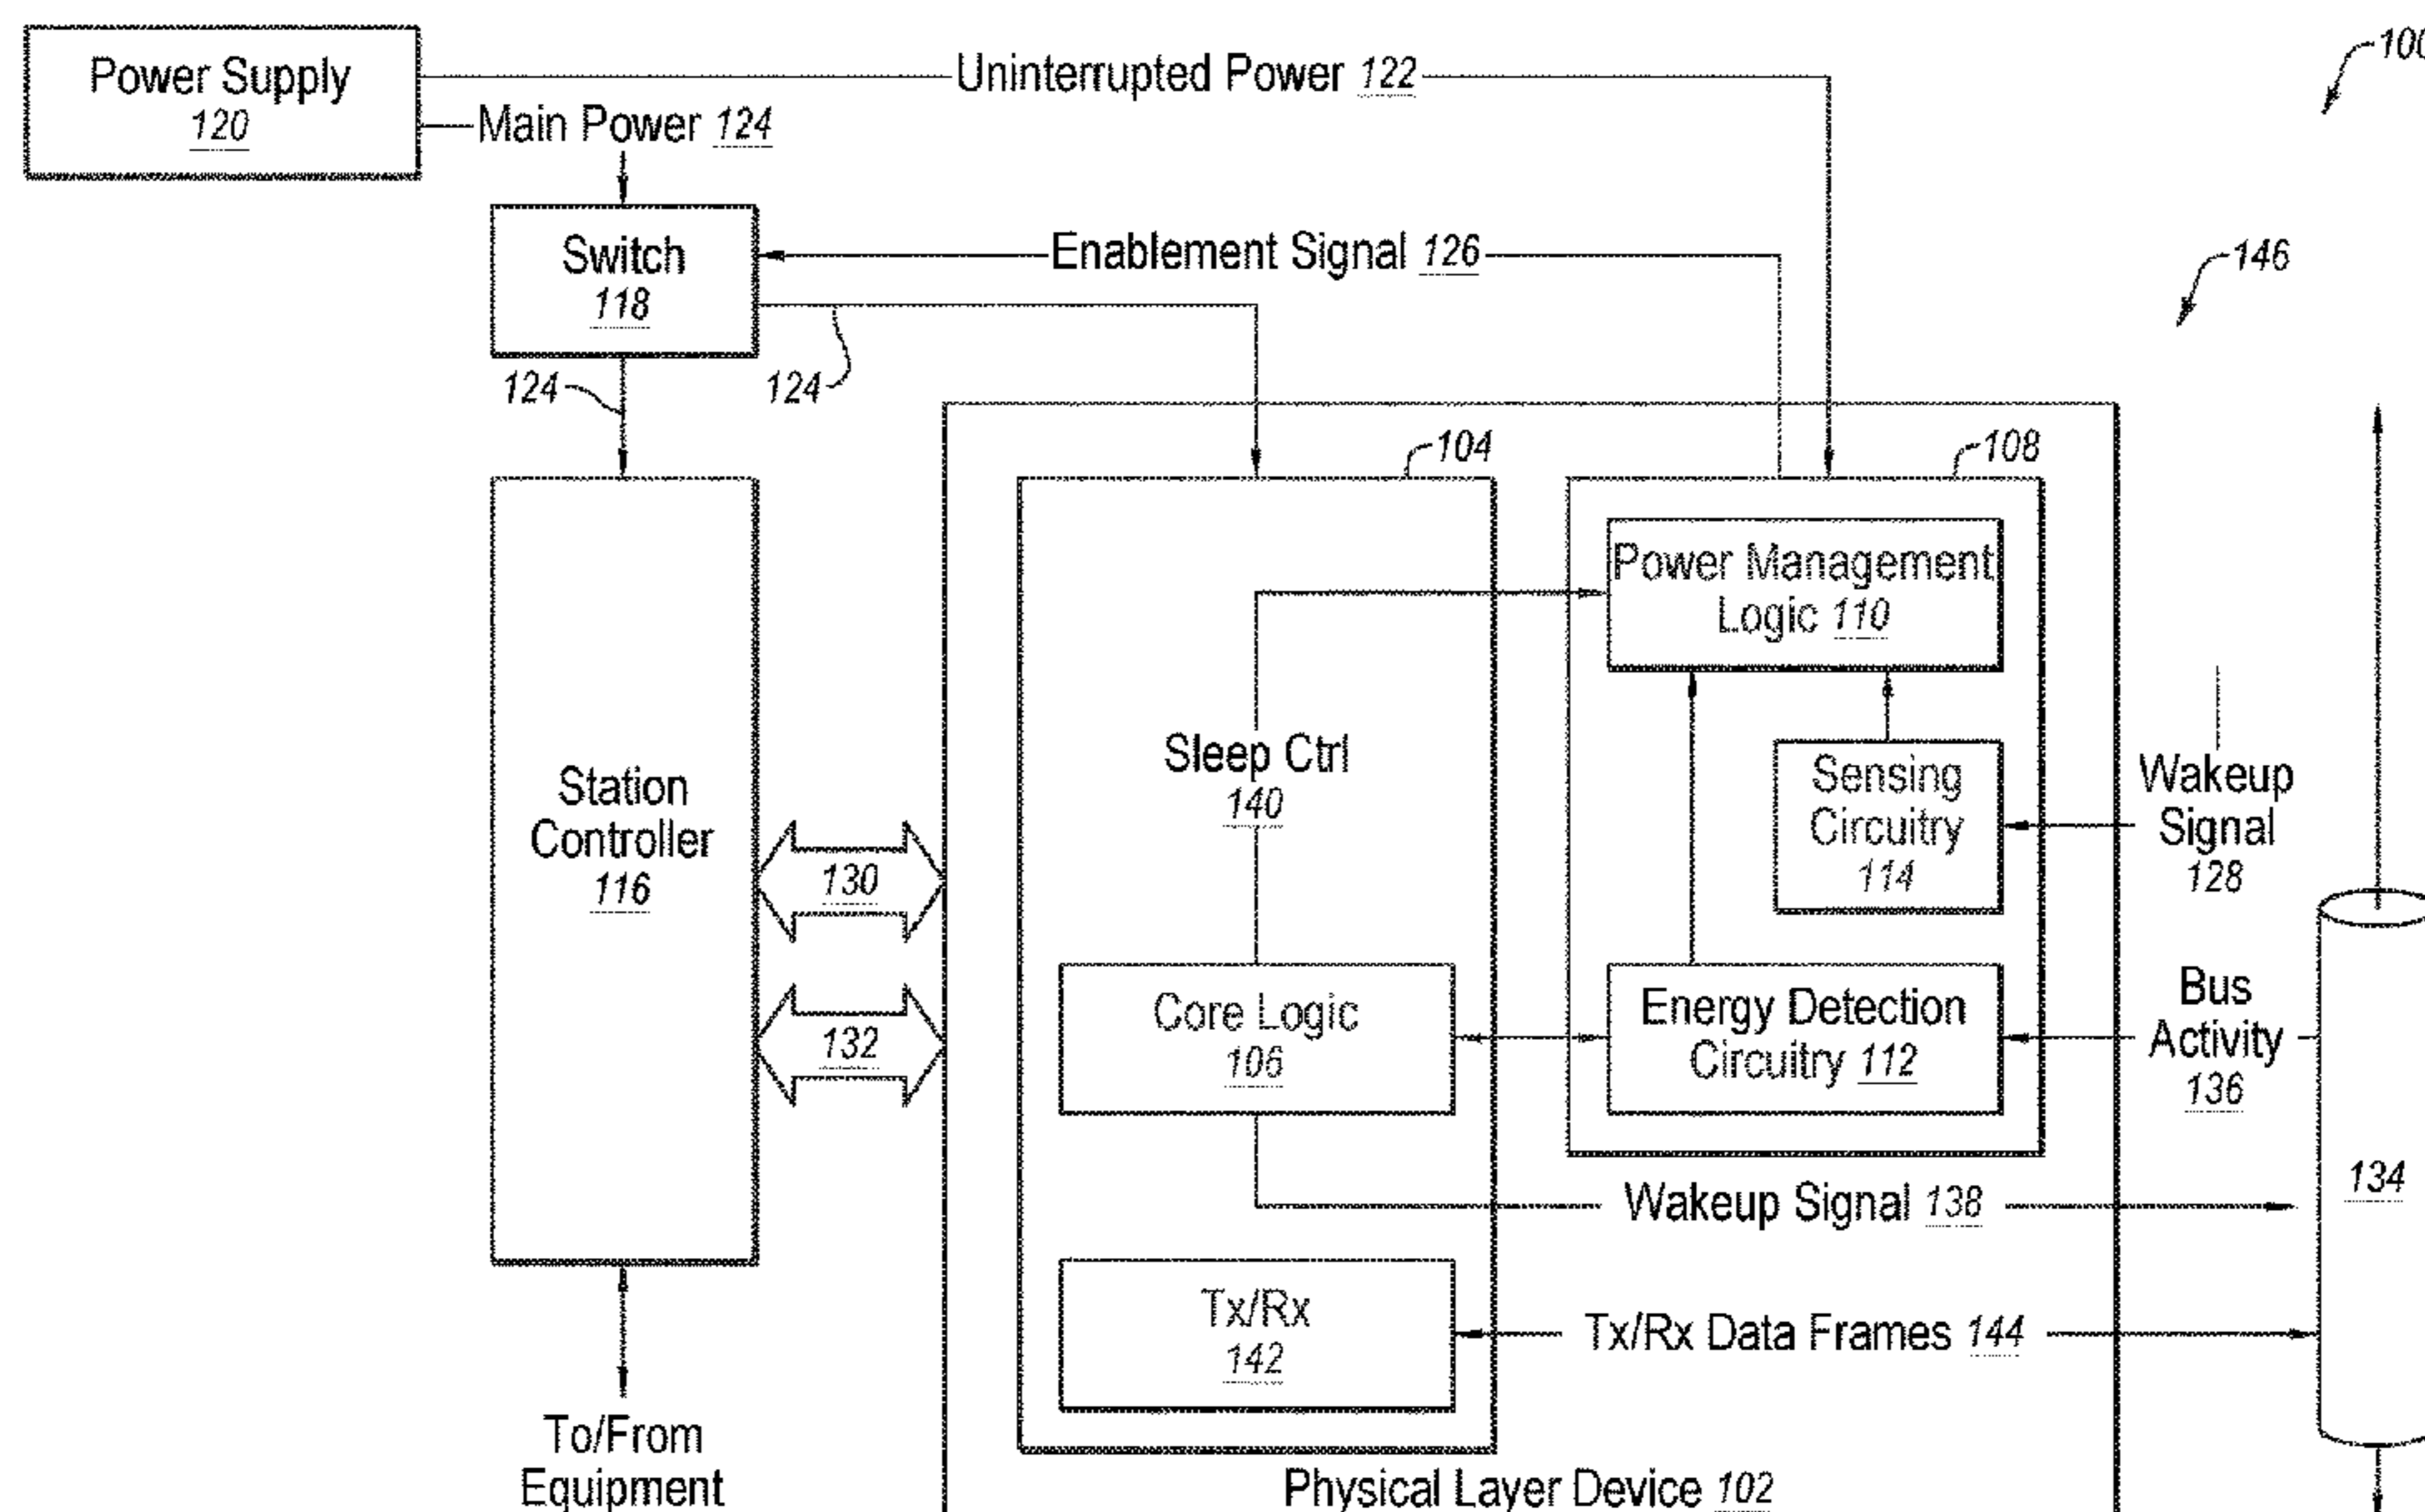 Power Supply
120
Uninterrupted Power 122
100
Main Power 124
Switch
118
Enablement Signal 126
146
124
124
104
108
Power Management
Logic 110
Sleep Ctrl
140
Sensing
Circuitry
114
Wakeup
Signal
128
Station
Controller
116
130
132
Core Logic
106
Energy Detection
Circuitry 112
Bus
Activity
136
134
Wakeup Signal 138
Tx/Rx
142
Tx/Rx Data Frames 144
To/From
Equipment
Physical Layer Device 102